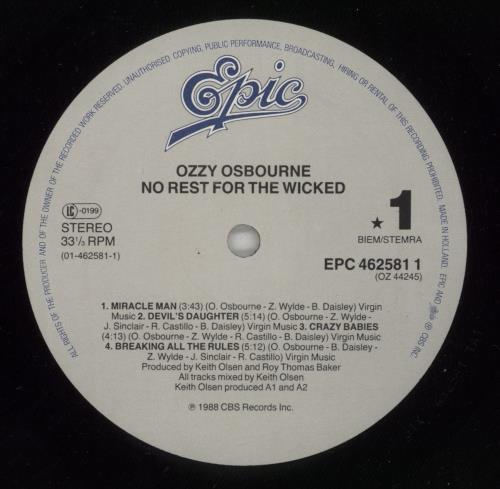 ALL RIGHTS OF THE PRODUCER AND OF THE OWNER OF THE RECORDED WORK RESERVED. UNAUTHORISED COPYING, PUBLIC PERFORMANCE, BROADCASTING, HIRING OR RENTAL OF THIS RECORDING PROHIBITED. MADE IN HOLLAND. EPIC AND ℗ CBS INC.
Epic
OZZY OSBOURNE
NO REST FOR THE WICKED
LC-0199
STEREO
33⅓ RPM
(01-462581-1)
★ 1
BIEM/STEMRA
EPC 462581 1
(OZ 44245)
1. MIRACLE MAN (3:43) (O. Osbourne - Z. Wylde - B. Daisley) Virgin
Music 2. DEVIL'S DAUGHTER (5:14) (O. Osbourne - Z. Wylde -
J. Sinclair - R. Castillo - B. Daisley) Virgin Music 3. CRAZY BABIES
(4:13) (O. Osbourne - Z. Wylde - R. Castillo - B. Daisley) Virgin Music
4. BREAKING ALL THE RULES (5:12) (O. Osbourne - B. Daisley -
Z. Wylde - J. Sinclair - R. Castillo) Virgin Music
Produced by Keith Olsen and Roy Thomas Baker
All tracks mixed by Keith Olsen
Keith Olsen produced A1 and A2
℗ 1988 CBS Records Inc.